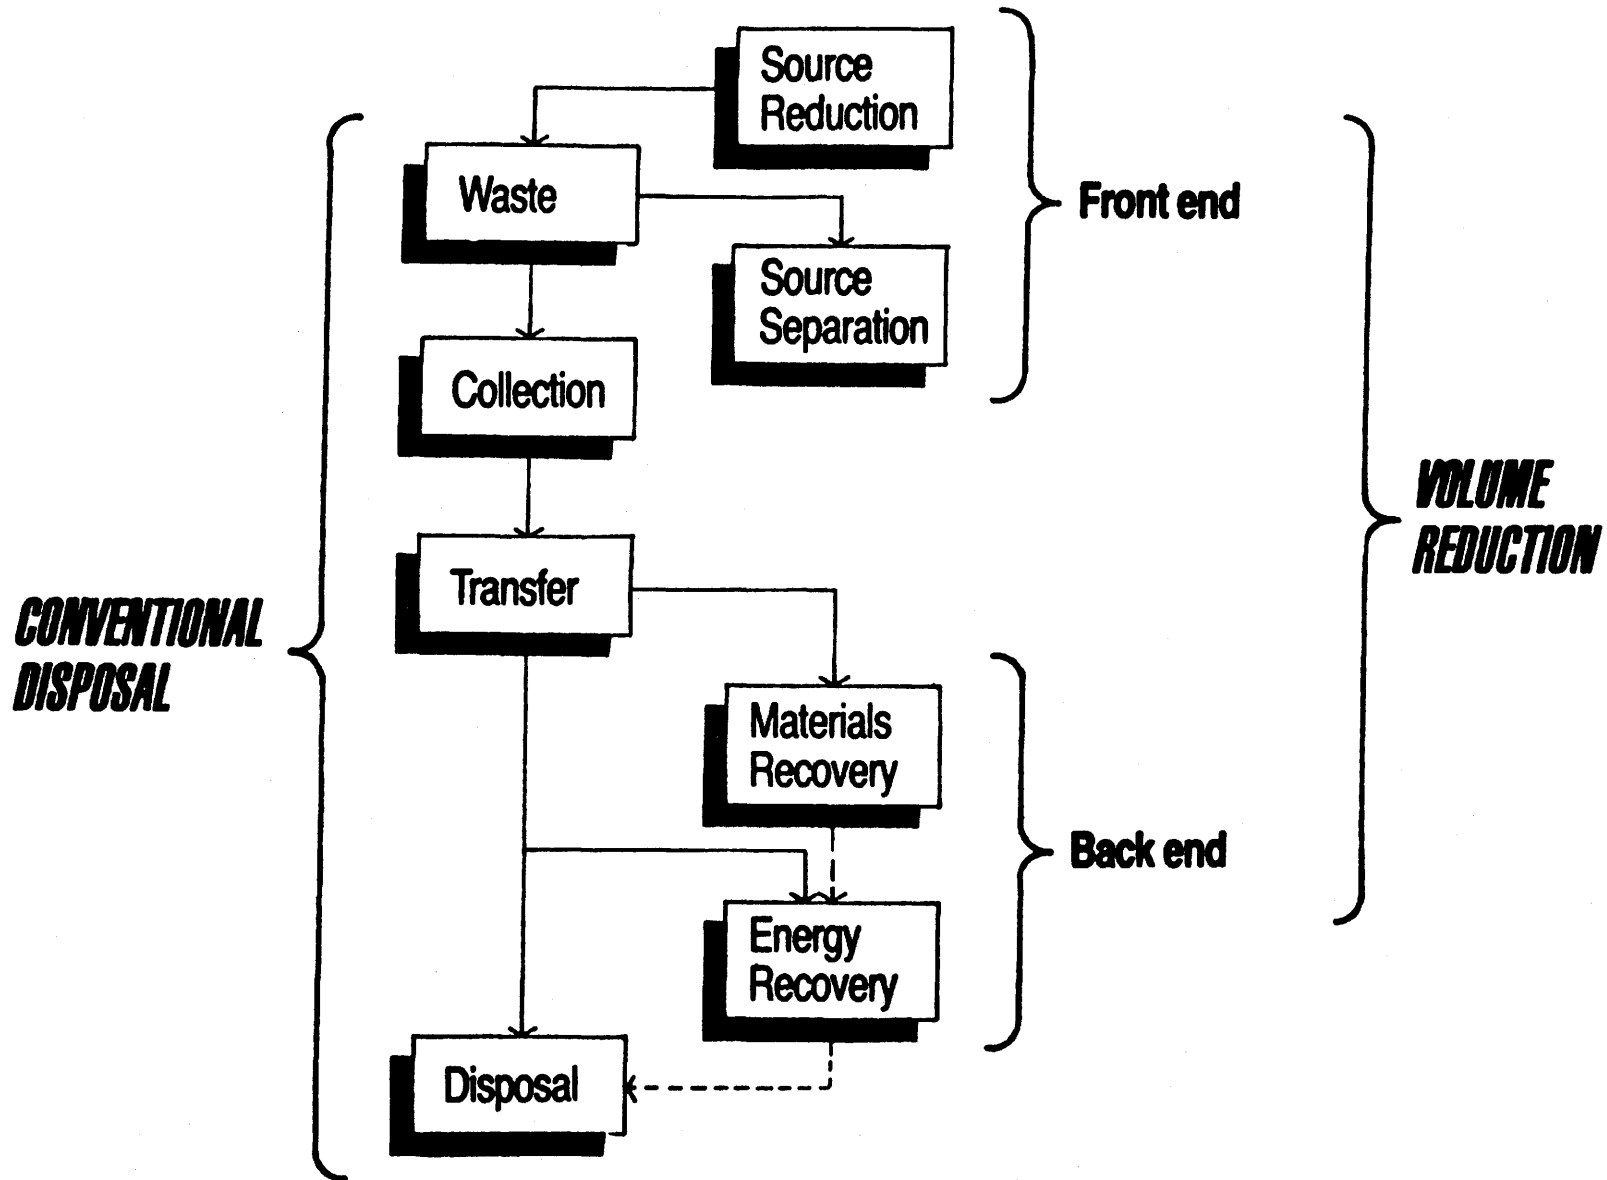 Source
Reduction
Waste
Front end
Source
Separation
Collection
VOLUME
REDUCTION
Transfer
CONVENTIONAL
DISPOSAL
Materials
Recovery
Back end
Energy
Recovery
Disposal